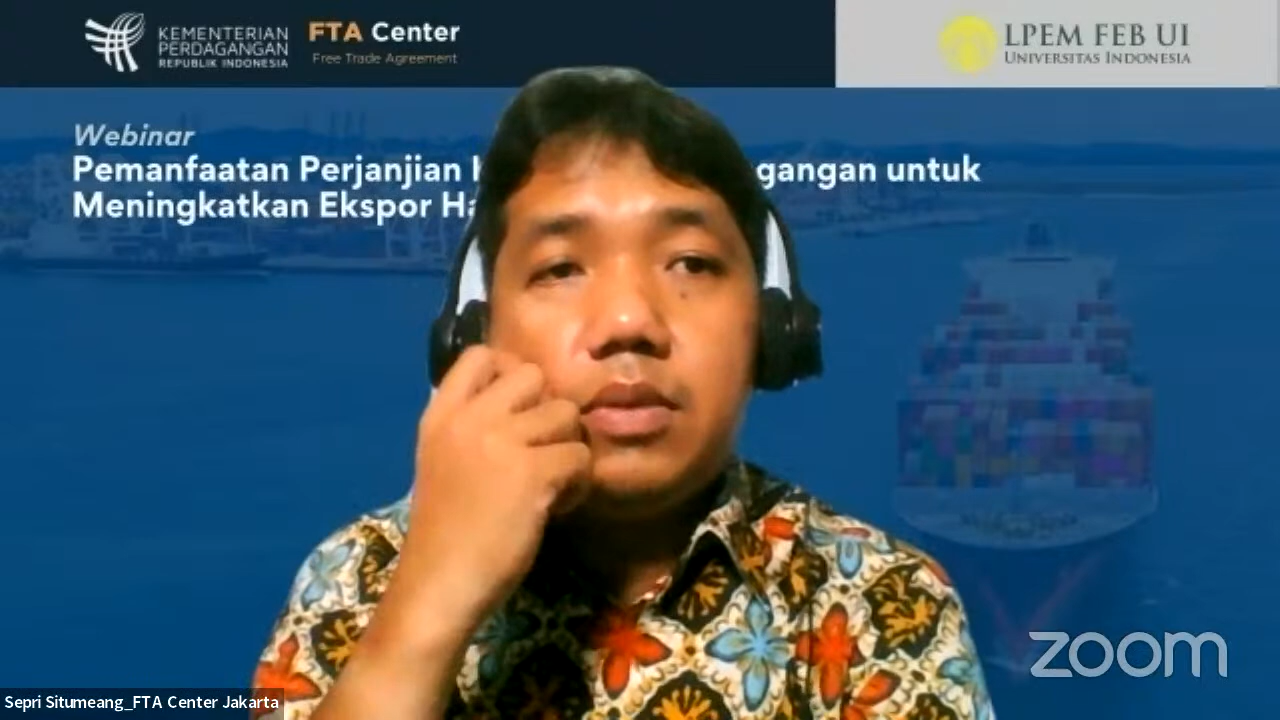 KEMENTERIAN
PERDAGANGAN
REPUBLIK INDONESIA
FTA Center
Free Trade Agreement
LPEM FEB UI
UNIVERSITAS INDONESIA
Webinar
Pemanfaatan Perjanjian gangan untuk
Meningkatkan Ekspor Ha
zoom
Sepri Situmeang_FTA Center Jakarta